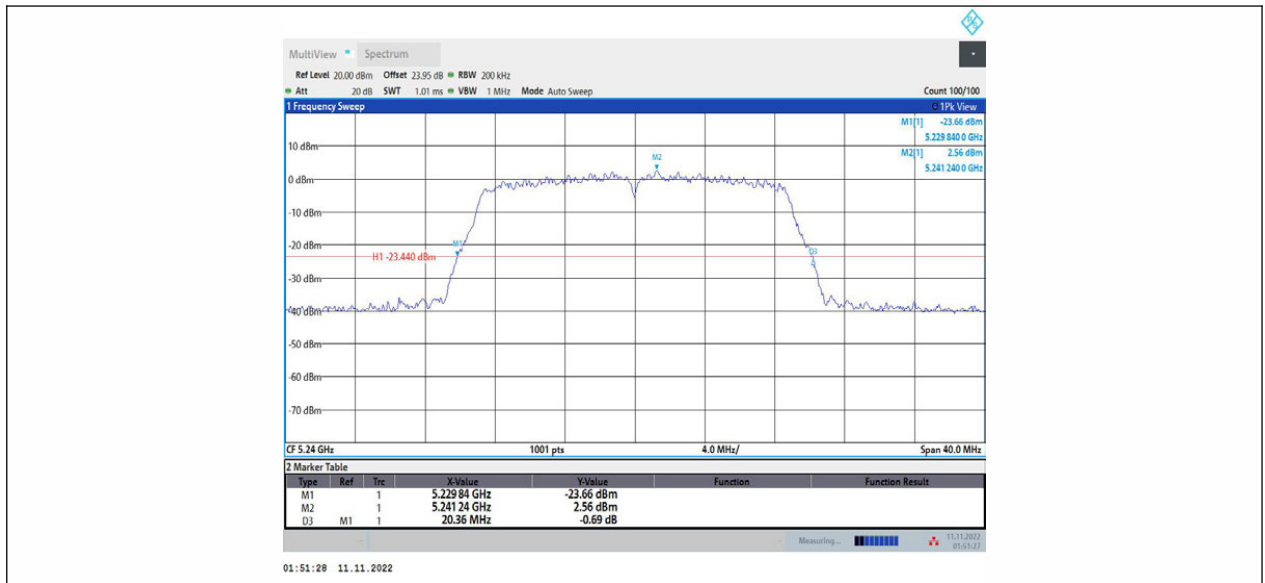 MultiView Spectrum
Ref Level 20.00 dBm Offset 23.95 dB RBW 200 kHz
Att 20 dB SWT 1.01 ms VBW 1 MHz Mode Auto Sweep Count 100/100
1 Frequency Sweep 1Pk View
M1[1] -23.66 dBm
5.229 840 0 GHz
M2[1] 2.56 dBm
5.241 240 0 GHz
10 dBm
M2
0 dBm
-10 dBm
-20 dBm
M1
D3
H1 -23.440 dBm
-30 dBm
-40 dBm
-50 dBm
-60 dBm
-70 dBm
CF 5.24 GHz 1001 pts 4.0 MHz/ Span 40.0 MHz
2 Marker Table
Type Ref Trc X-Value Y-Value Function Function Result
M1 1 5.229 84 GHz -23.66 dBm
M2 1 5.241 24 GHz 2.56 dBm
D3 M1 1 20.36 MHz -0.69 dB
Measuring... 11.11.2022
01:51:27
01:51:28 11.11.2022